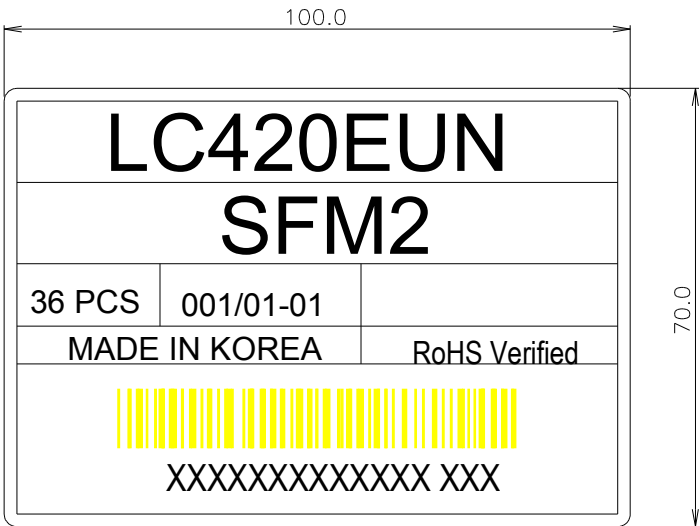 100.0
LC420EUN
SFM2
36 PCS 001/01-01
MADE IN KOREA RoHS Verified
70.0
XXXXXXXXXXXXX XXX